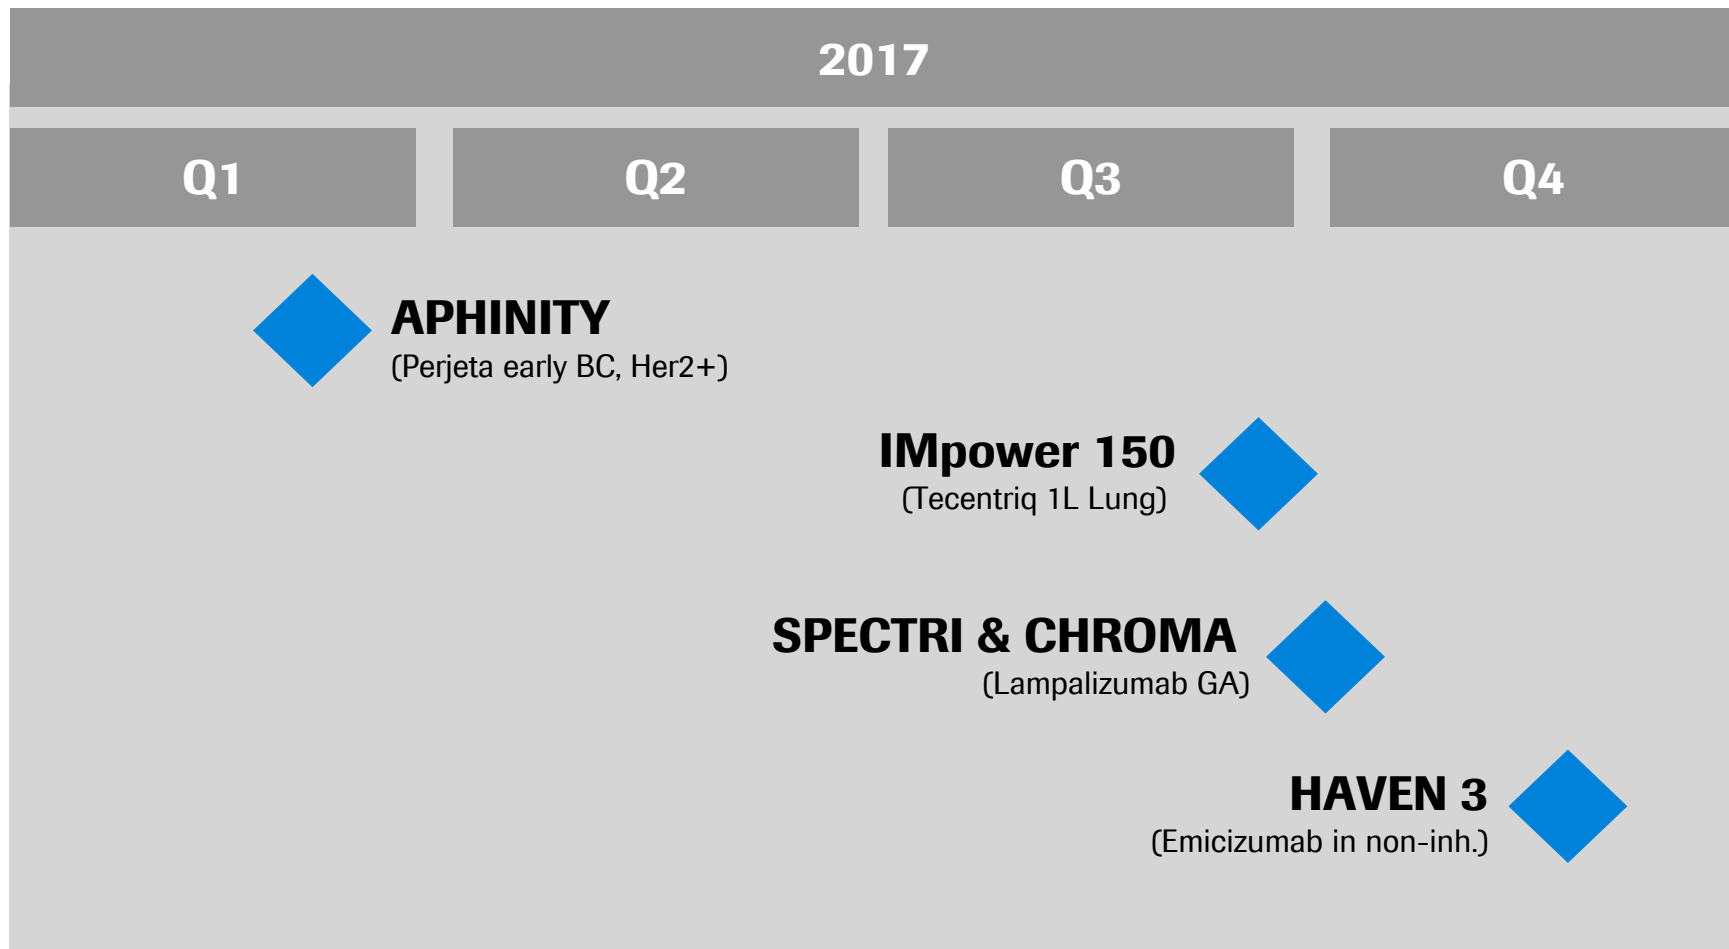 2017
Q1 Q2 Q3 Q4
APHINITY
(Perjeta early BC, Her2+)
IMpower 150
(Tecentriq 1L Lung)
SPECTRI & CHROMA
(Lampalizumab GA)
HAVEN 3
(Emicizumab in non-inh.)